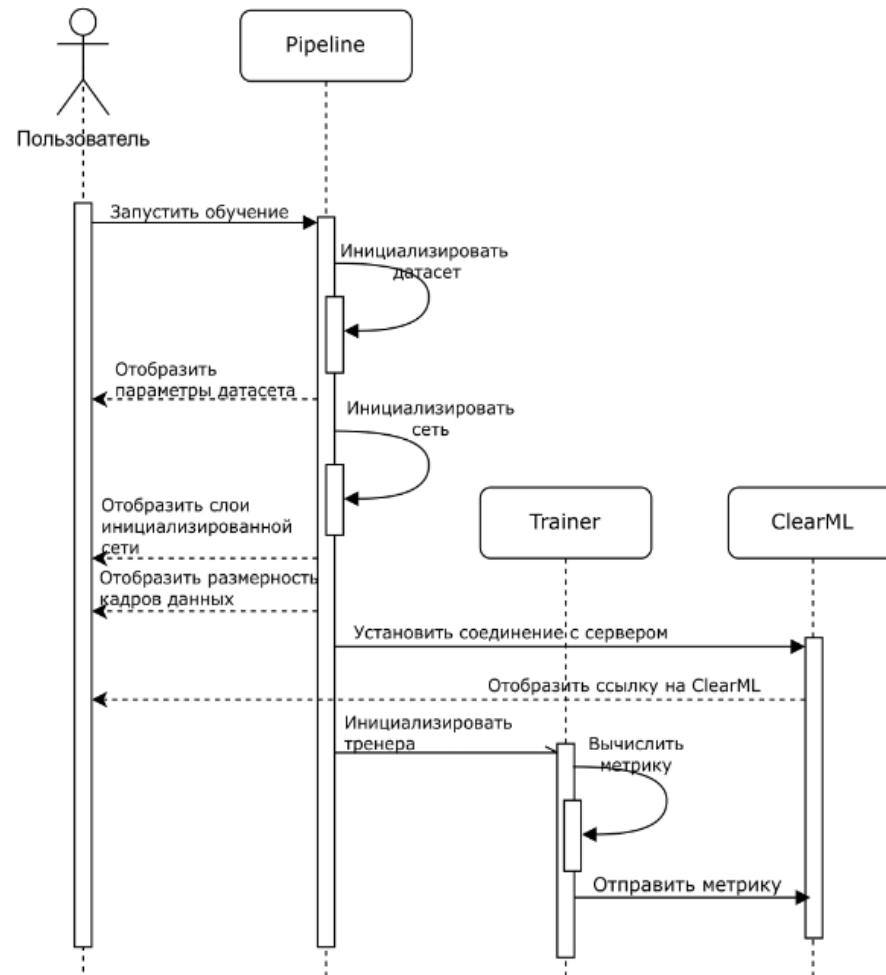 Pipeline
Пользователь
Запустить обучение
Инициализировать
датасет
Отобразить
параметры датасета
Инициализировать
сеть
Отобразить слои
инициализированной
сети
Trainer
ClearML
Отобразить размерность
кадров данных
Установить соединение с сервером
Отобразить ссылку на ClearML
Инициализировать
тренера
Вычислить
метрику
Отправить метрику